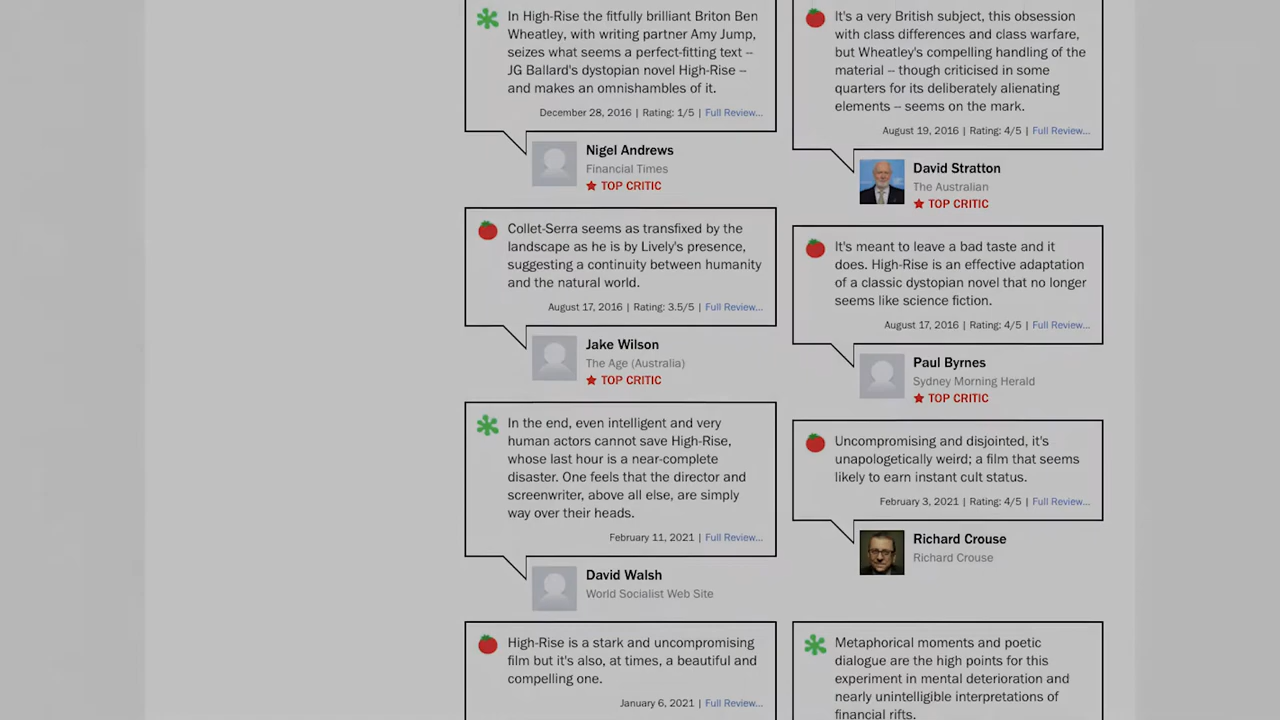 In High-Rise the fitfully brilliant Briton Ben
Wheatley, with writing partner Amy Jump,
seizes what seems a perfect-fitting text --
JG Ballard's dystopian novel High-Rise --
and makes an omnishambles of it.
December 28, 2016 | Rating: 1/5 | Full Review...
Nigel Andrews
Financial Times
TOP CRITIC
It's a very British subject, this obsession
with class differences and class warfare,
but Wheatley's compelling handling of the
material -- though criticised in some
quarters for its deliberately alienating
elements -- seems on the mark.
August 19, 2016 | Rating: 4/5 | Full Review...
David Stratton
The Australian
TOP CRITIC
Collet-Serra seems as transfixed by the
landscape as he is by Lively's presence,
suggesting a continuity between humanity
and the natural world.
August 17, 2016 | Rating: 3.5/5 | Full Review...
Jake Wilson
The Age (Australia)
TOP CRITIC
It's meant to leave a bad taste and it
does. High-Rise is an effective adaptation
of a classic dystopian novel that no longer
seems like science fiction.
August 17, 2016 | Rating: 4/5 | Full Review...
Paul Byrnes
Sydney Morning Herald
TOP CRITIC
In the end, even intelligent and very
human actors cannot save High-Rise,
whose last hour is a near-complete
disaster. One feels that the director and
screenwriter, above all else, are simply
way over their heads.
February 11, 2021 | Full Review...
David Walsh
World Socialist Web Site
Uncompromising and disjointed, it's
unapologetically weird; a film that seems
likely to earn instant cult status.
February 3, 2021 | Rating: 4/5 | Full Review...
Richard Crouse
Richard Crouse
High-Rise is a stark and uncompromising
film but it's also, at times, a beautiful and
compelling one.
January 6, 2021 | Full Review...
Metaphorical moments and poetic
dialogue are the high points for this
experiment in mental deterioration and
nearly unintelligible interpretations of
financial rifts.